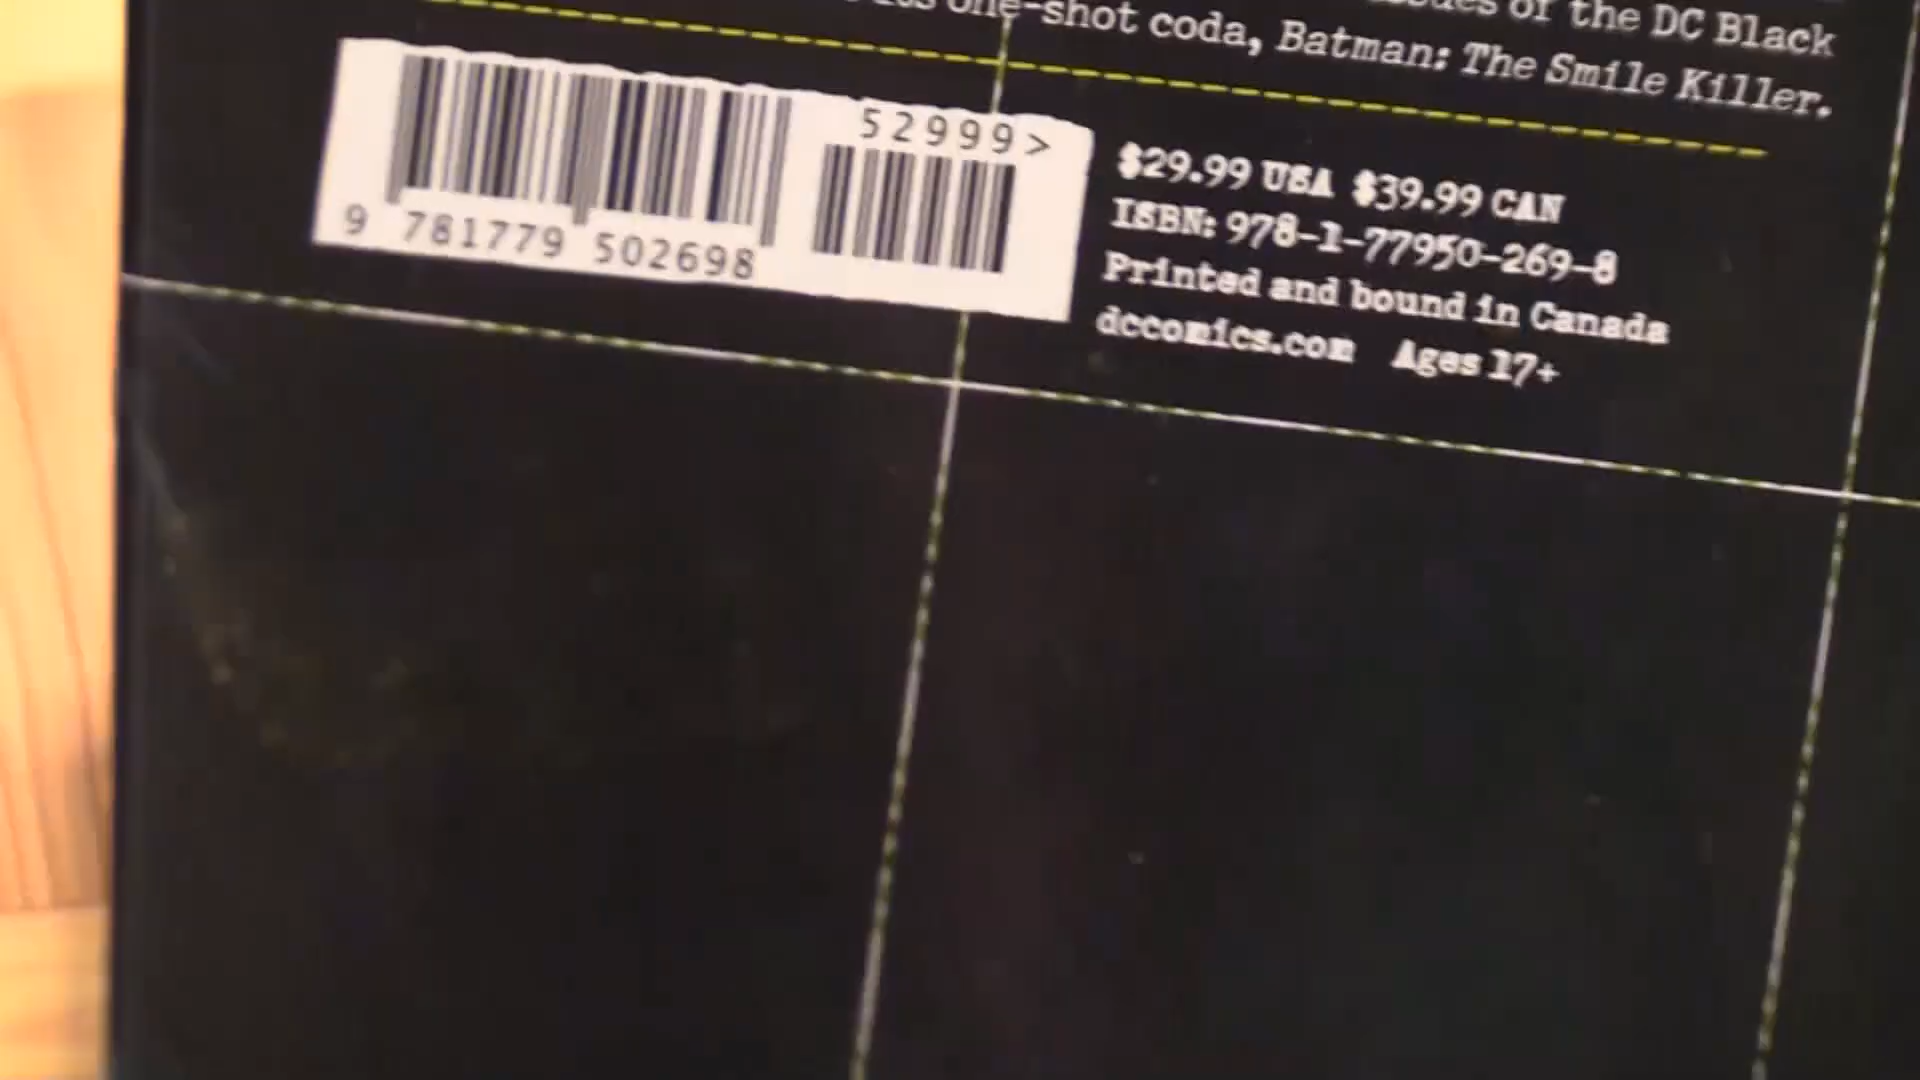 of the DC Black
one-shot coda, Batman: The Smile Killer.
52999>
9 781779 502698
$29.99 USA $39.99 CAN
ISBN: 978-1-77950-269-8
Printed and bound in Canada
dccomics.com Ages 17+